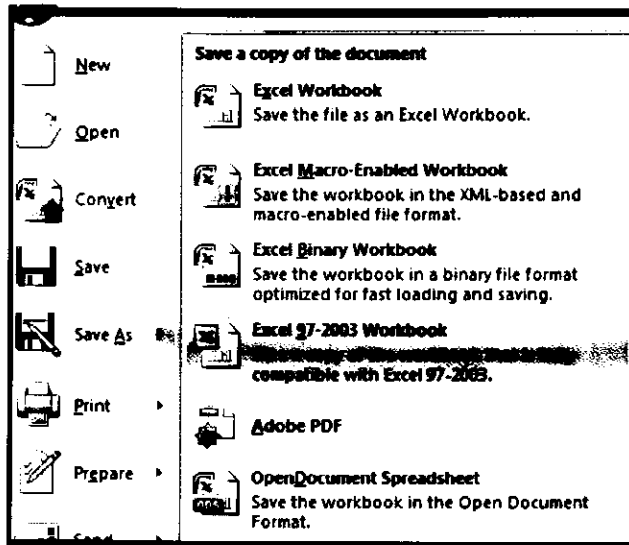 New
Open
Convert
Save
Save As
Print
Prepare
Save a copy of the document
Excel Workbook
Save the file as an Excel Workbook.
Excel Macro-Enabled Workbook
Save the workbook in the XML-based and
macro-enabled file format.
Excel Binary Workbook
Save the workbook in a binary file format
optimized for fast loading and saving.
Excel 97-2003 Workbook
compatible with Excel 97-2003.
Adobe PDF
OpenDocument Spreadsheet
Save the workbook in the Open Document
Format.